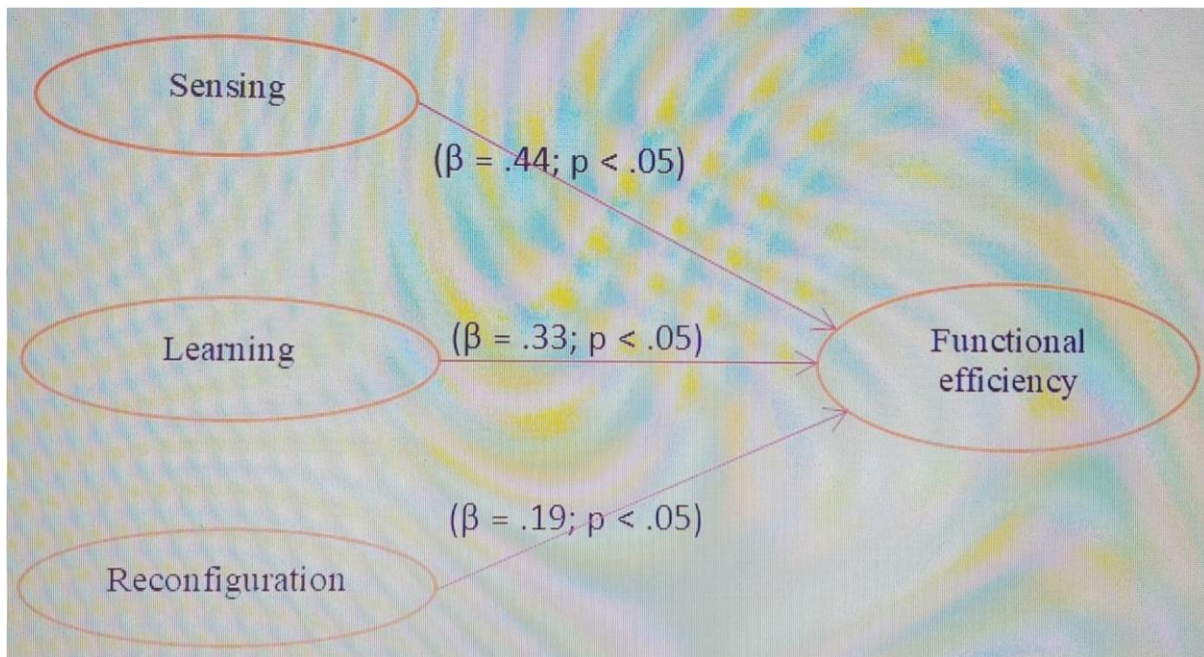 Sensing
(β = .44; p < .05)
Learning
(β = .33; p < .05)
Functional
efficiency
(β = .19; p < .05)
Reconfiguration